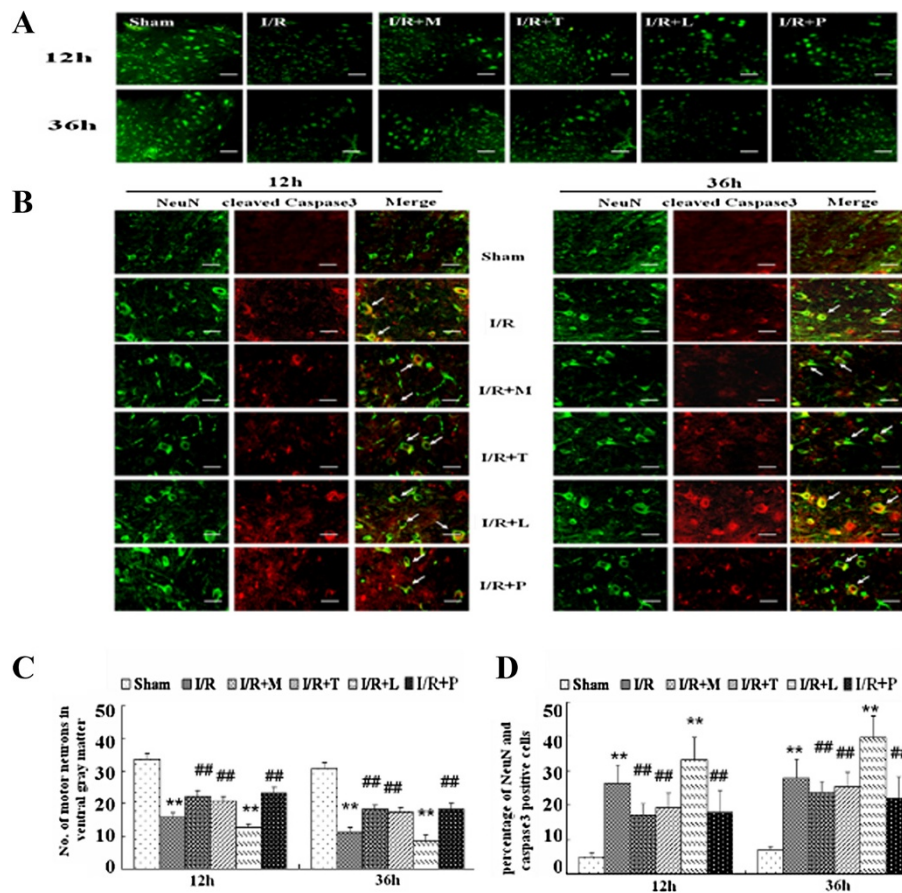 A
Sham I/R I/R+M I/R+T I/R+L I/R+P
12h
36h
B
12h 36h
NeuN cleaved Caspase3 Merge NeuN cleaved Caspase3 Merge
Sham
I/R
I/R+M
I/R+T
I/R+L
I/R+P
C
Sham I/R I/R+M I/R+T I/R+L I/R+P
No. of motor neurons in
ventral gray matter
50
40
30
20
10
0
** ## ## ** ##
** ## ## ** ##
12h 36h
D
Sham I/R I/R+M I/R+T I/R+L I/R+P
percentage of NeuN and
caspase3 positive cells
50
40
30
20
10
0
** ## ## ** ##
** ## ## ** ##
12h 36h